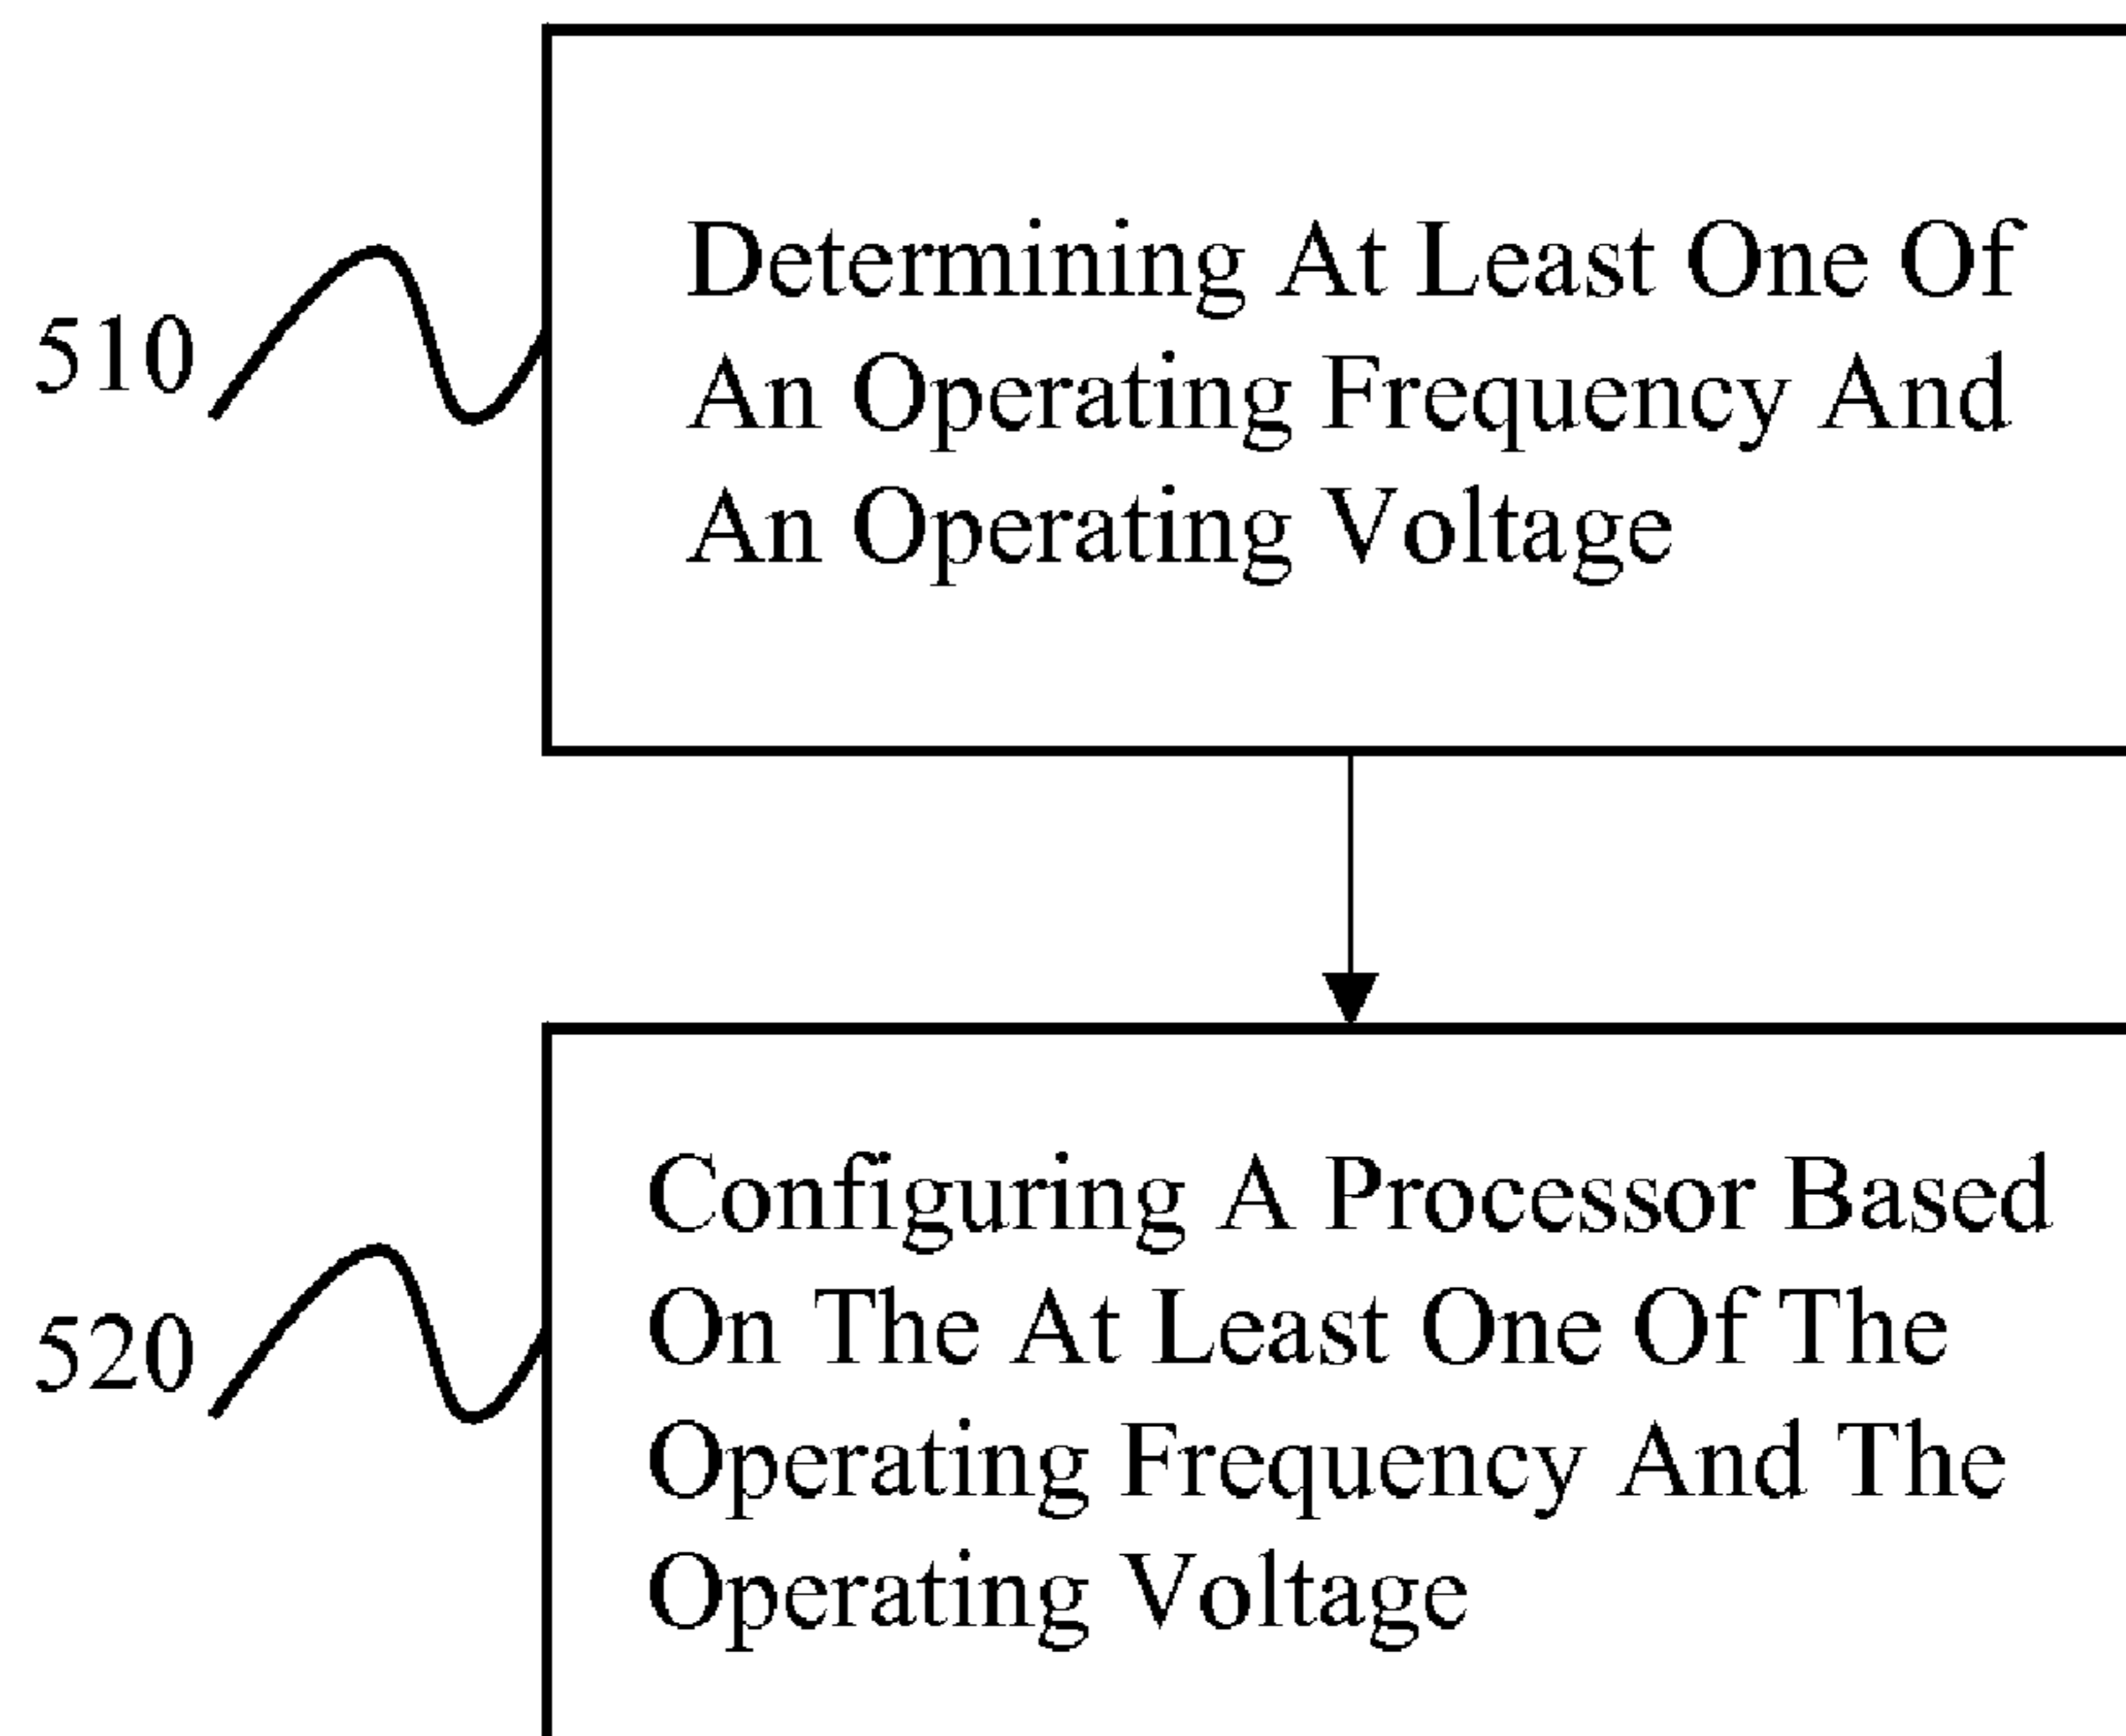 510
Determining At Least One Of
An Operating Frequency And
An Operating Voltage
520
Configuring A Processor Based
On The At Least One Of The
Operating Frequency And The
Operating Voltage